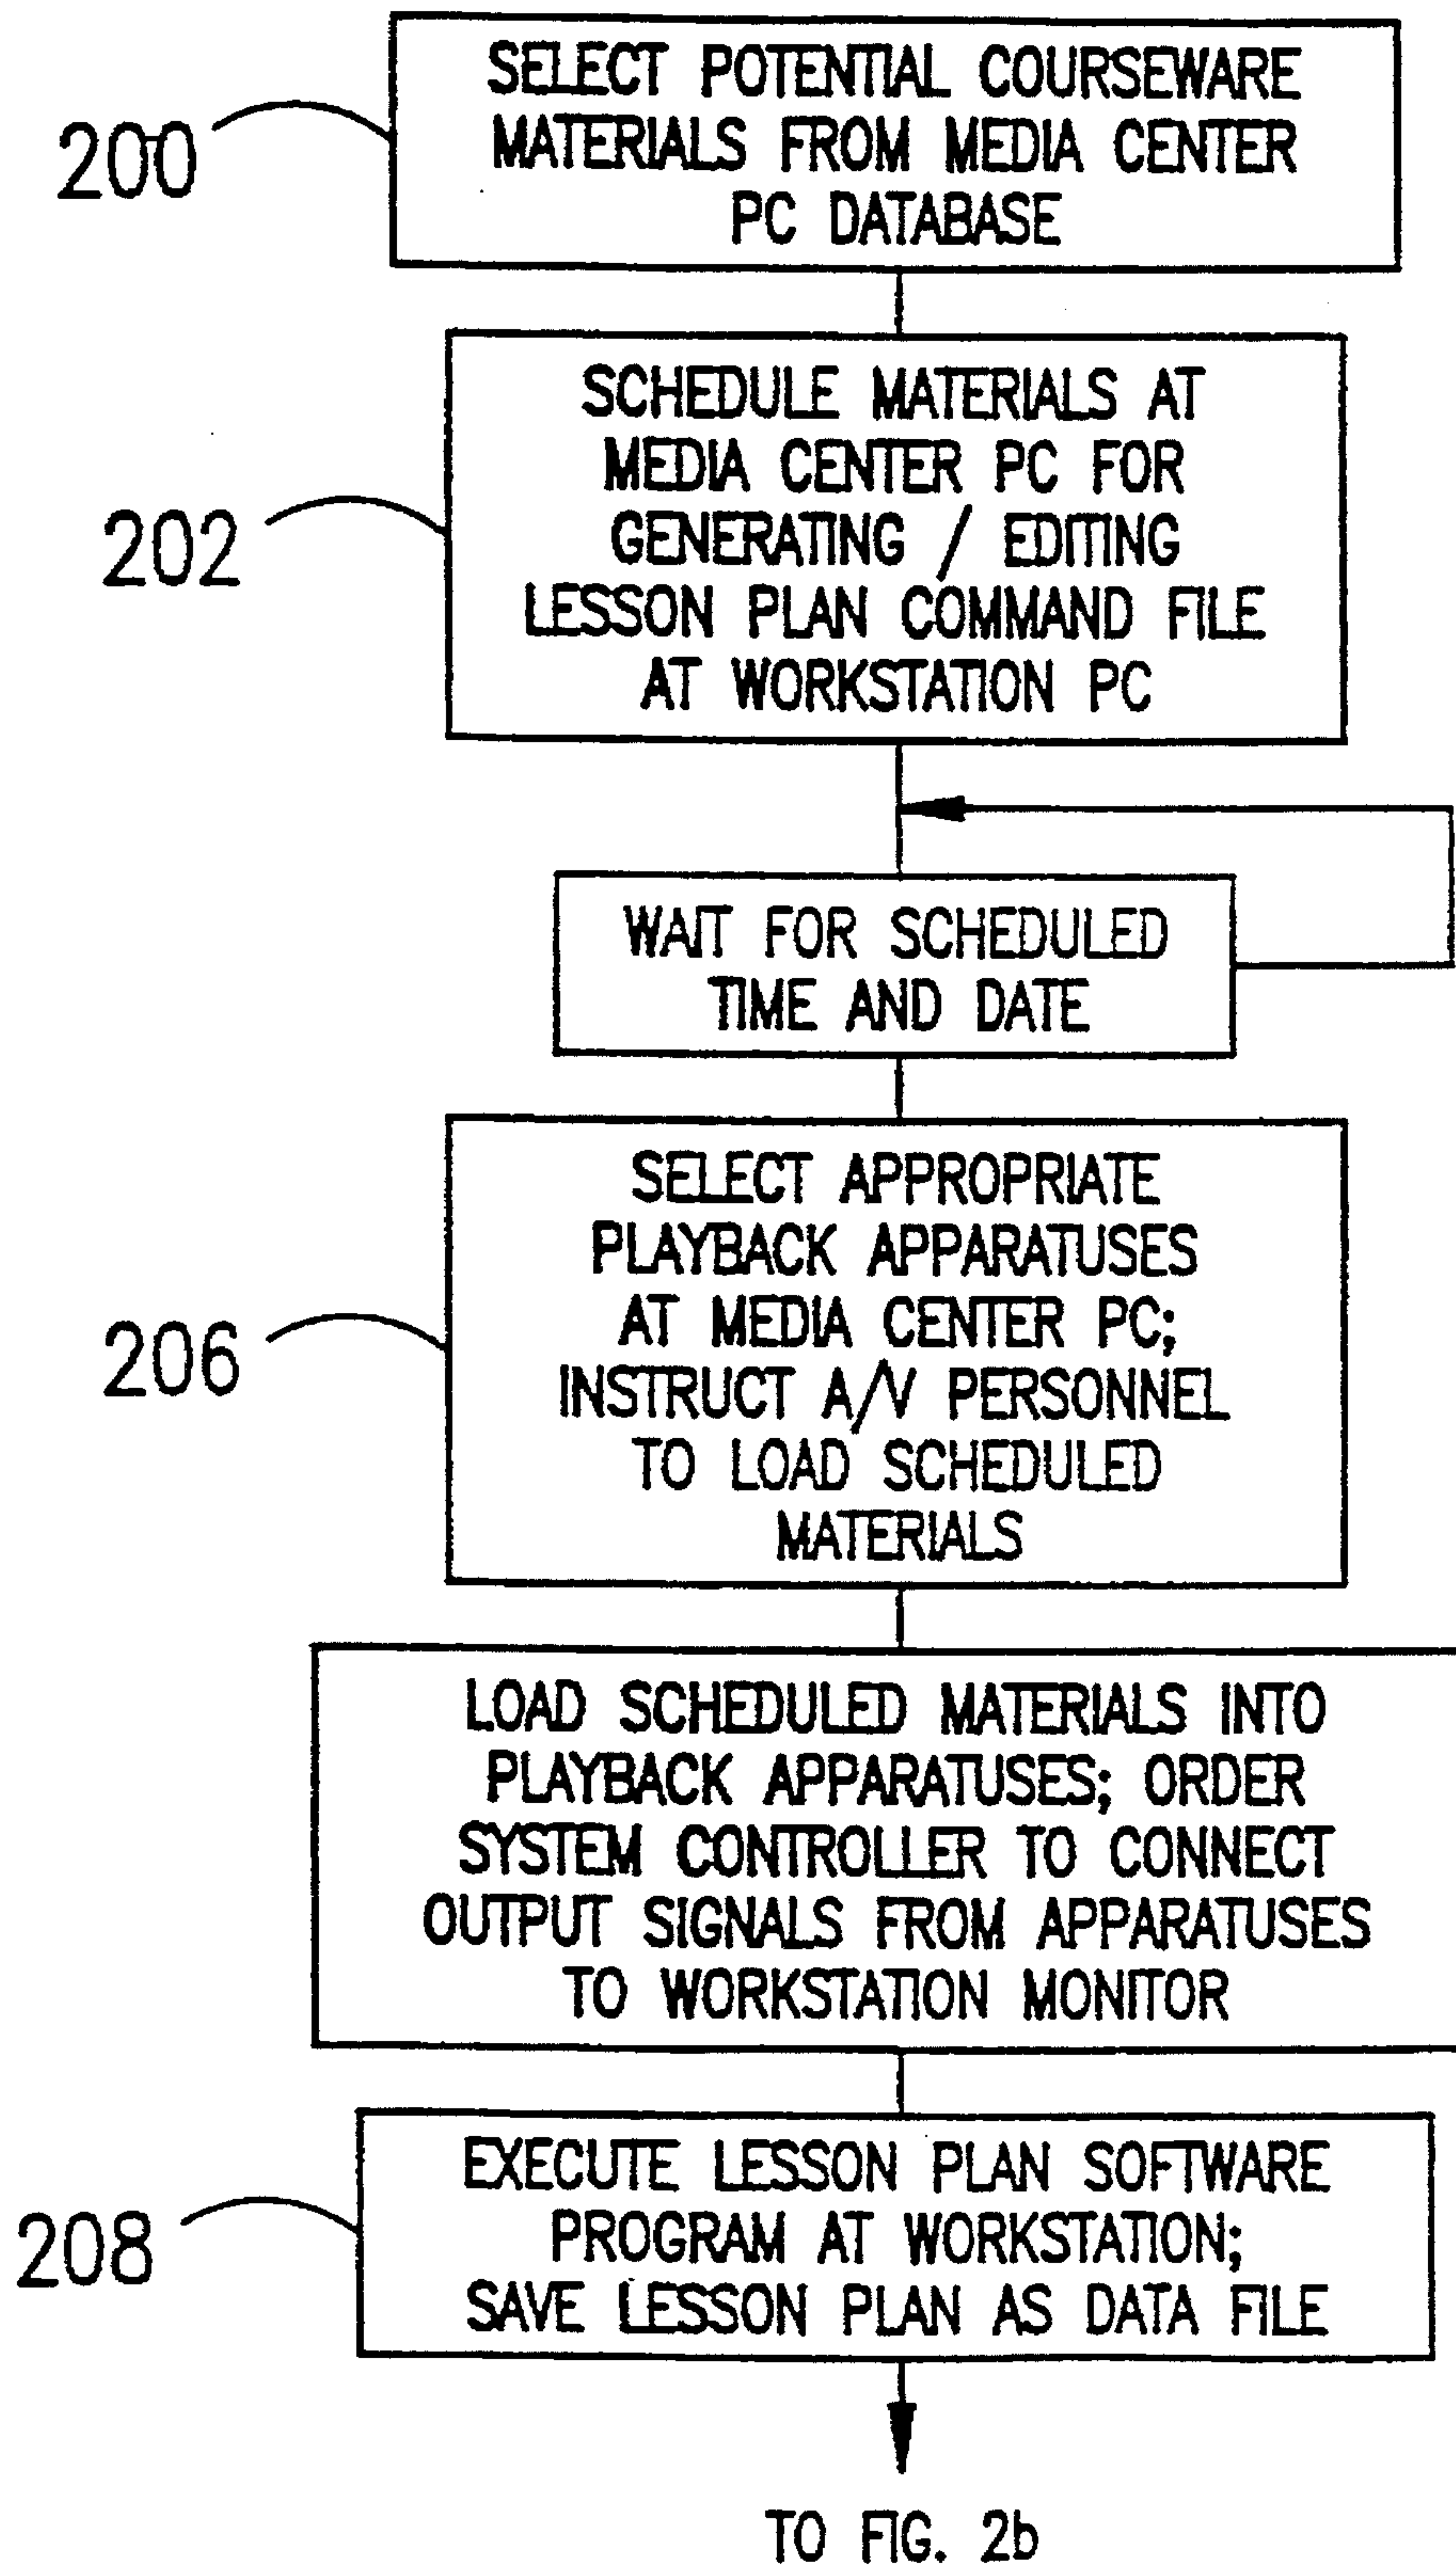 200
SELECT POTENTIAL COURSEWARE
MATERIALS FROM MEDIA CENTER
PC DATABASE
202
SCHEDULE MATERIALS AT
MEDIA CENTER PC FOR
GENERATING / EDITING
LESSON PLAN COMMAND FILE
AT WORKSTATION PC
WAIT FOR SCHEDULED
TIME AND DATE
206
SELECT APPROPRIATE
PLAYBACK APPARATUSES
AT MEDIA CENTER PC;
INSTRUCT A/V PERSONNEL
TO LOAD SCHEDULED
MATERIALS
LOAD SCHEDULED MATERIALS INTO
PLAYBACK APPARATUSES; ORDER
SYSTEM CONTROLLER TO CONNECT
OUTPUT SIGNALS FROM APPARATUSES
TO WORKSTATION MONITOR
208
EXECUTE LESSON PLAN SOFTWARE
PROGRAM AT WORKSTATION;
SAVE LESSON PLAN AS DATA FILE
TO FIG. 2b